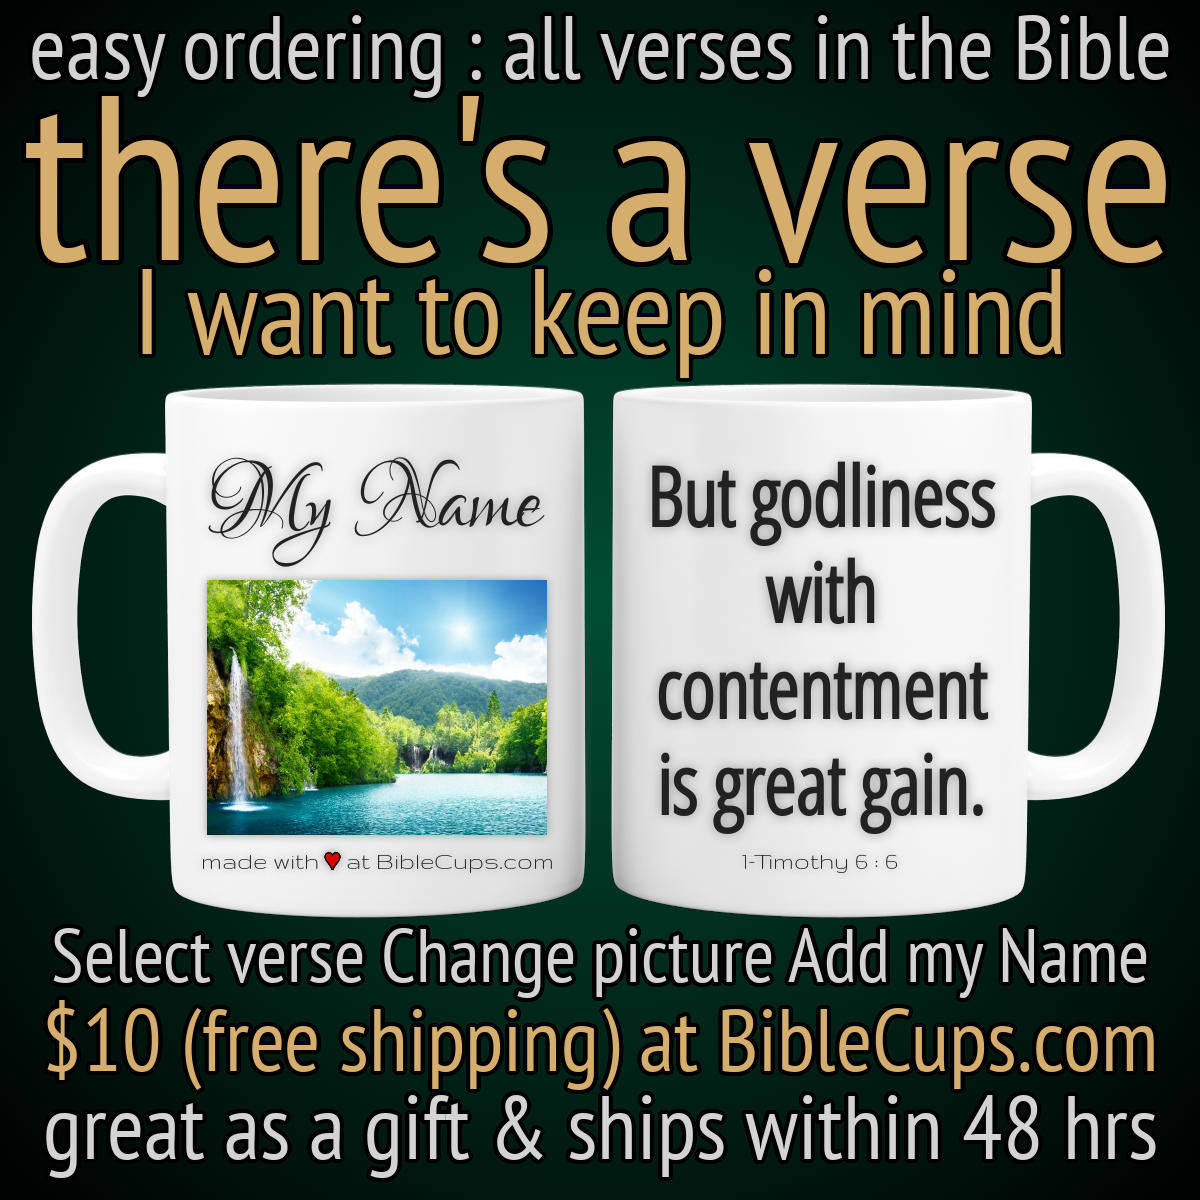 easy ordering : all verses in the Bible
there's a verse
I want to keep in mind
My Name
made with ♥ at BibleCups.com
But godliness
with
contentment
is great gain.
1-Timothy 6 : 6
Select verse Change picture Add my Name
$10 (free shipping) at BibleCups.com
great as a gift & ships within 48 hrs